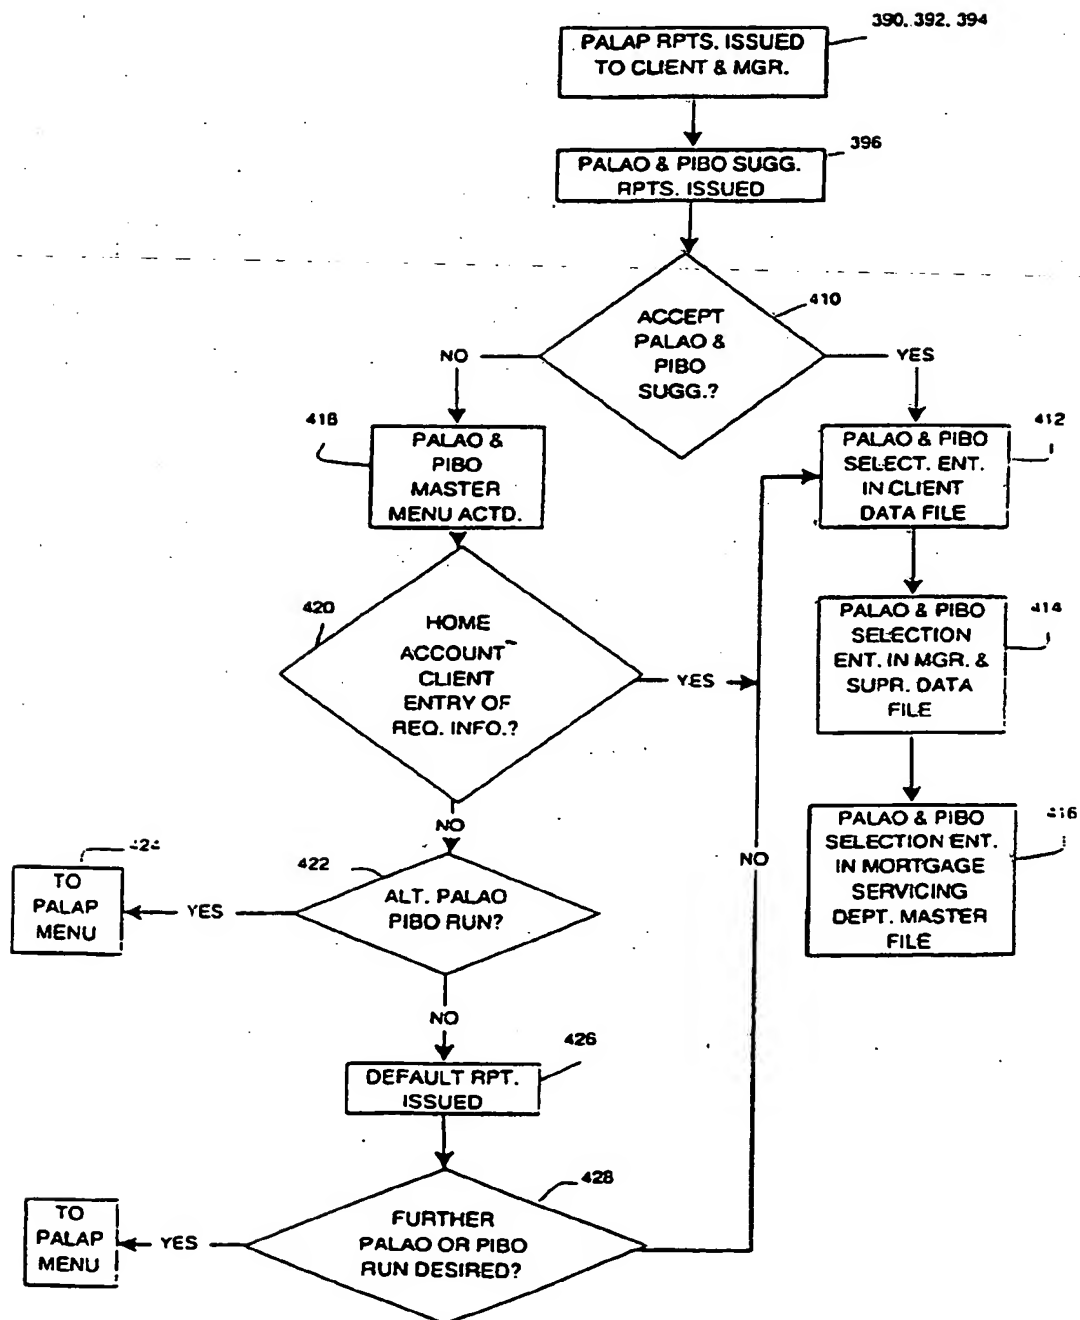 390, 392, 394
PALAP RPTS. ISSUED
TO CLIENT & MGR.
396
PALAO & PIBO SUGG.
RPTS. ISSUED
410
ACCEPT
PALAO &
PIBO
SUGG.?
NO
YES
418
PALAO &
PIBO
MASTER
MENU ACTD.
412
PALAO & PIBO
SELECT. ENT.
IN CLIENT
DATA FILE
420
HOME
ACCOUNT
CLIENT
ENTRY OF
REQ. INFO.?
YES
414
PALAO & PIBO
SELECTION
ENT. IN MGR. &
SUPR. DATA
FILE
NO
416
PALAO & PIBO
SELECTION ENT.
IN MORTGAGE
SERVICING
DEPT. MASTER
FILE
424
TO
PALAP
MENU
YES
422
ALT. PALAO
PIBO RUN?
NO
NO
426
DEFAULT RPT.
ISSUED
428
FURTHER
PALAO OR PIBO
RUN DESIRED?
YES
TO
PALAP
MENU